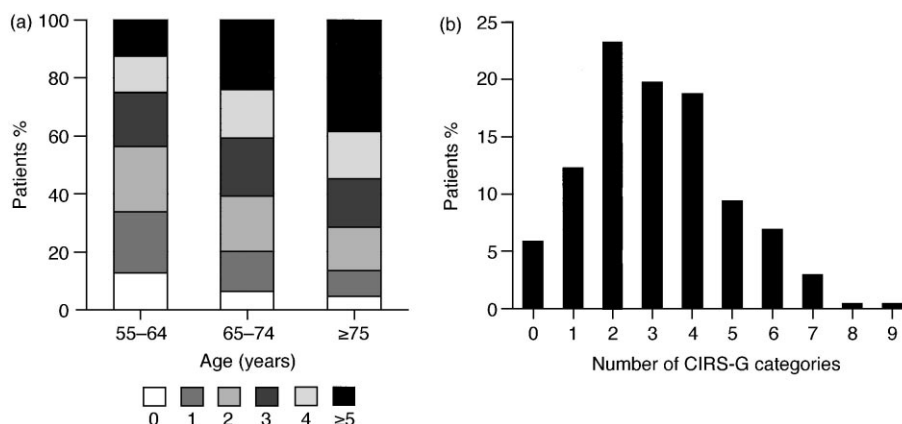 (a)
100
80
60
40
20
0
Patients %
55–64 65–74 ≥75
Age (years)
0 1 2 3 4 ≥5
(b)
25
20
15
10
5
0
Patients %
0 1 2 3 4 5 6 7 8 9
Number of CIRS-G categories